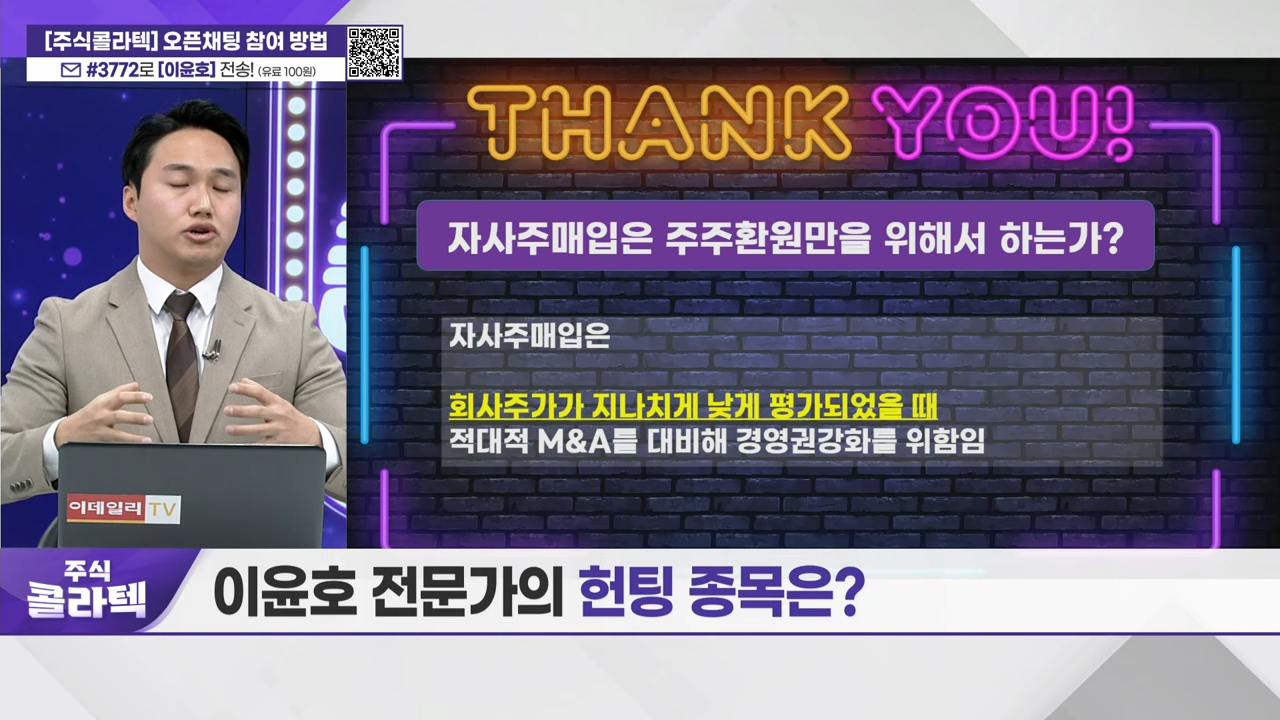 [주식콜라텍] 오픈채팅 참여 방법
#3772로 [이윤호] 전송! (유료 100원)
THANK YOU!
자사주매입은 주주환원만을 위해서 하는가?
자사주매입은
회사주가가 지나치게 낮게 평가되었을 때
적대적 M&A를 대비해 경영권강화를 위함임
이데일리 TV
주식
콜라텍
이윤호 전문가의 헌팅 종목은?